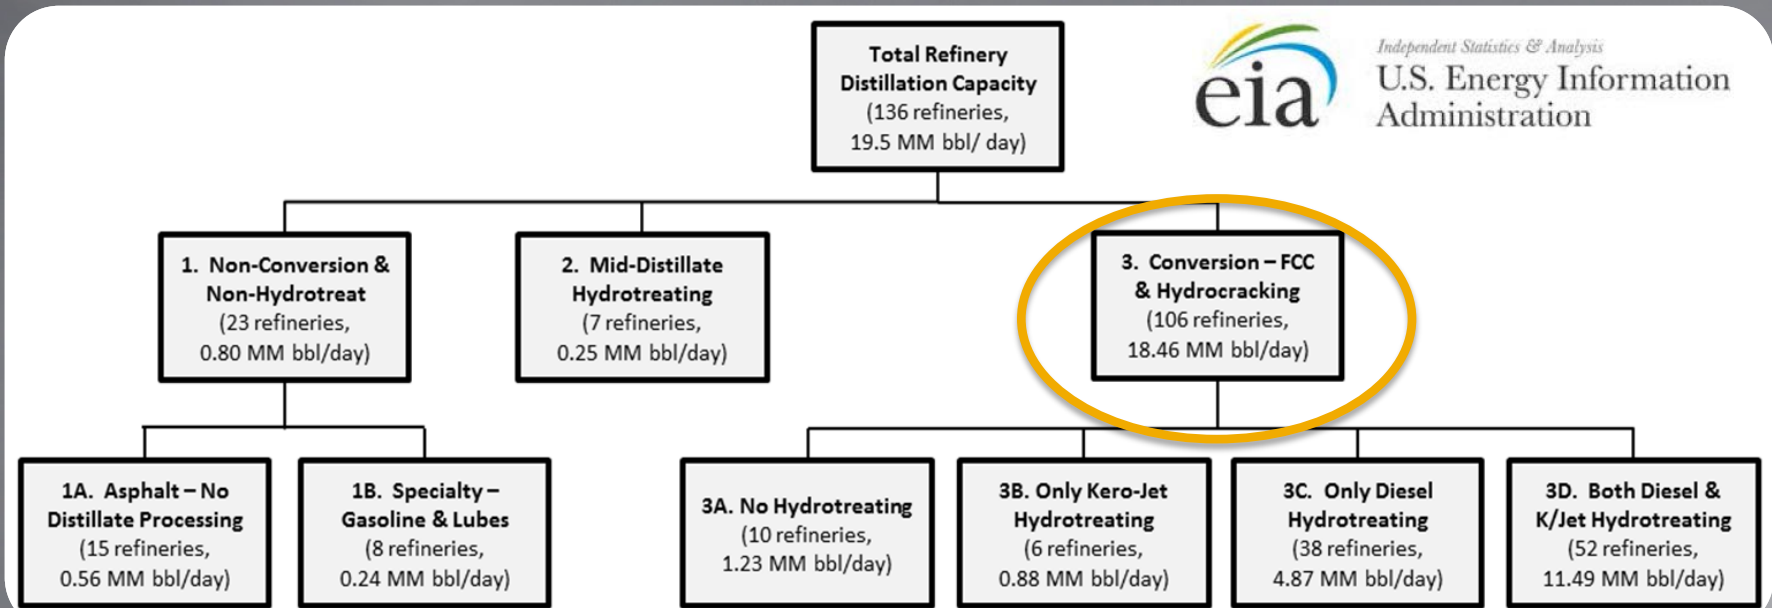 Total Refinery
Distillation Capacity
(136 refineries,
19.5 MM bbl/ day)
eia
Independent Statistics & Analysis
U.S. Energy Information
Administration
1. Non-Conversion &
Non-Hydrotreat
(23 refineries,
0.80 MM bbl/day)
2. Mid-Distillate
Hydrotreating
(7 refineries,
0.25 MM bbl/day)
3. Conversion – FCC
& Hydrocracking
(106 refineries,
18.46 MM bbl/day)
1A. Asphalt – No
Distillate Processing
(15 refineries,
0.56 MM bbl/day)
1B. Specialty –
Gasoline & Lubes
(8 refineries,
0.24 MM bbl/day)
3A. No Hydrotreating
(10 refineries,
1.23 MM bbl/day)
3B. Only Kero-Jet
Hydrotreating
(6 refineries,
0.88 MM bbl/day)
3C. Only Diesel
Hydrotreating
(38 refineries,
4.87 MM bbl/day)
3D. Both Diesel &
K/Jet Hydrotreating
(52 refineries,
11.49 MM bbl/day)